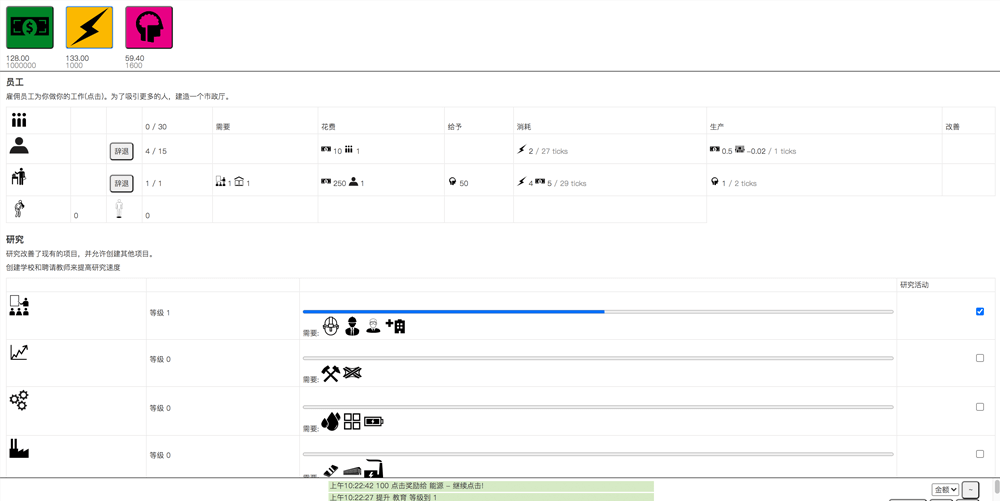 128.00 133.00 59.40
1000000 1000 1600
员工
雇佣员工为你做你的工作(点击)。为了吸引更多的人，建造一个市政厅。
0 / 30 需要 花费 给予 消耗 生产 改善
辞退 4 / 15 10 1 2 / 27 ticks 0.5 -0.02 / 1 ticks
辞退 1 / 1 1 1 250 1 50 4 5 / 29 ticks 1 / 2 ticks
0 0
研究
研究改善了现有的项目，并允许创建其他项目。
创建学校和聘请教师来提高研究速度
研究活动
等级 1
需要:
等级 0
需要:
等级 0
需要:
等级 0
需要:
上午10:22:42 100 点击奖励给 能源 - 继续点击!
金额 -
上午10:22:27 提升 教育 等级到 1